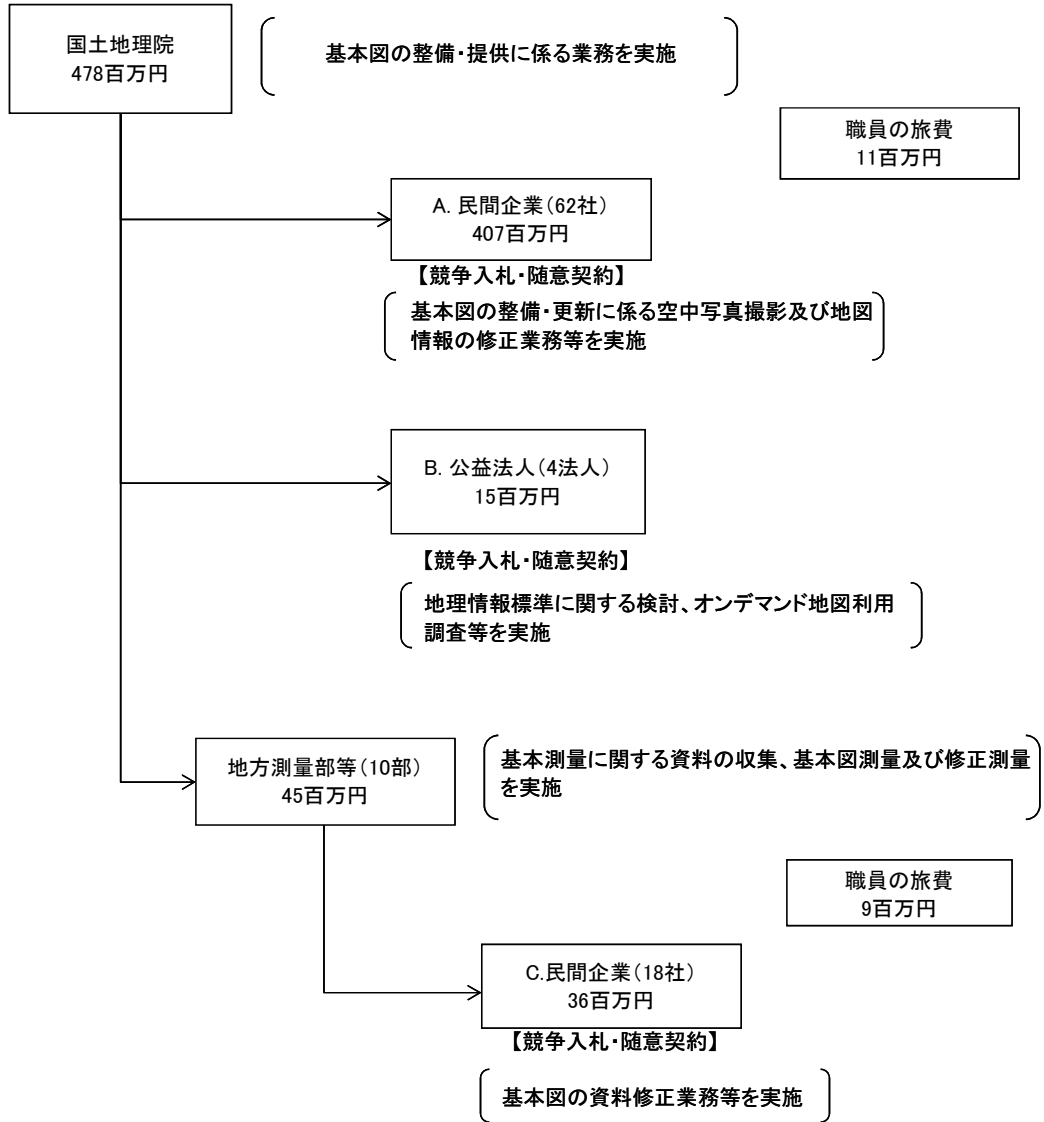 国土地理院
478百万円
基本図の整備・提供に係る業務を実施
職員の旅費
11百万円
A. 民間企業（62社）
407百万円
【競争入札・随意契約】
基本図の整備・更新に係る空中写真撮影及び地図
情報の修正業務等を実施
B. 公益法人（4法人）
15百万円
【競争入札・随意契約】
地理情報標準に関する検討、オンデマンド地図利用
調査等を実施
地方測量部等（10部）
45百万円
基本測量に関する資料の収集、基本図測量及び修正測量
を実施
職員の旅費
9百万円
C.民間企業（18社）
36百万円
【競争入札・随意契約】
基本図の資料修正業務等を実施